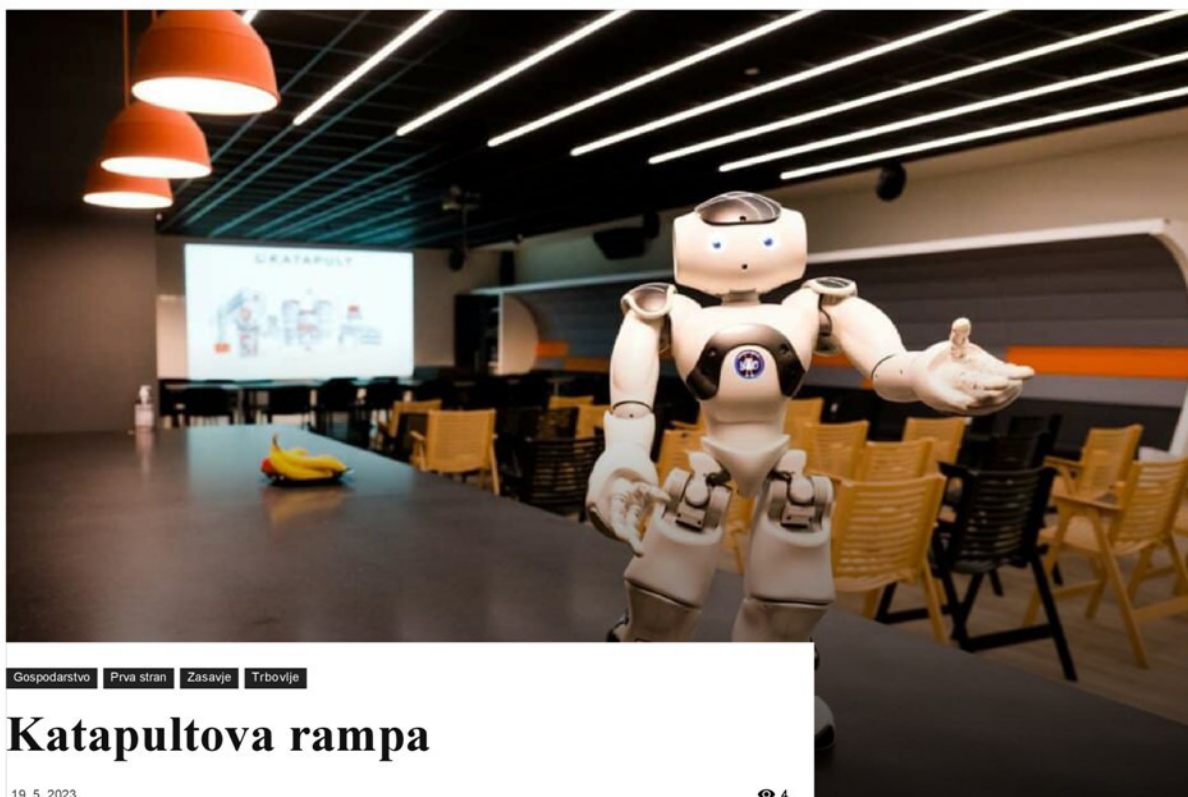 KATAPULT
Gospodarstvo Prva stran Zasavje Trbovlje
Katapultova rampa
19. 5. 2023 4